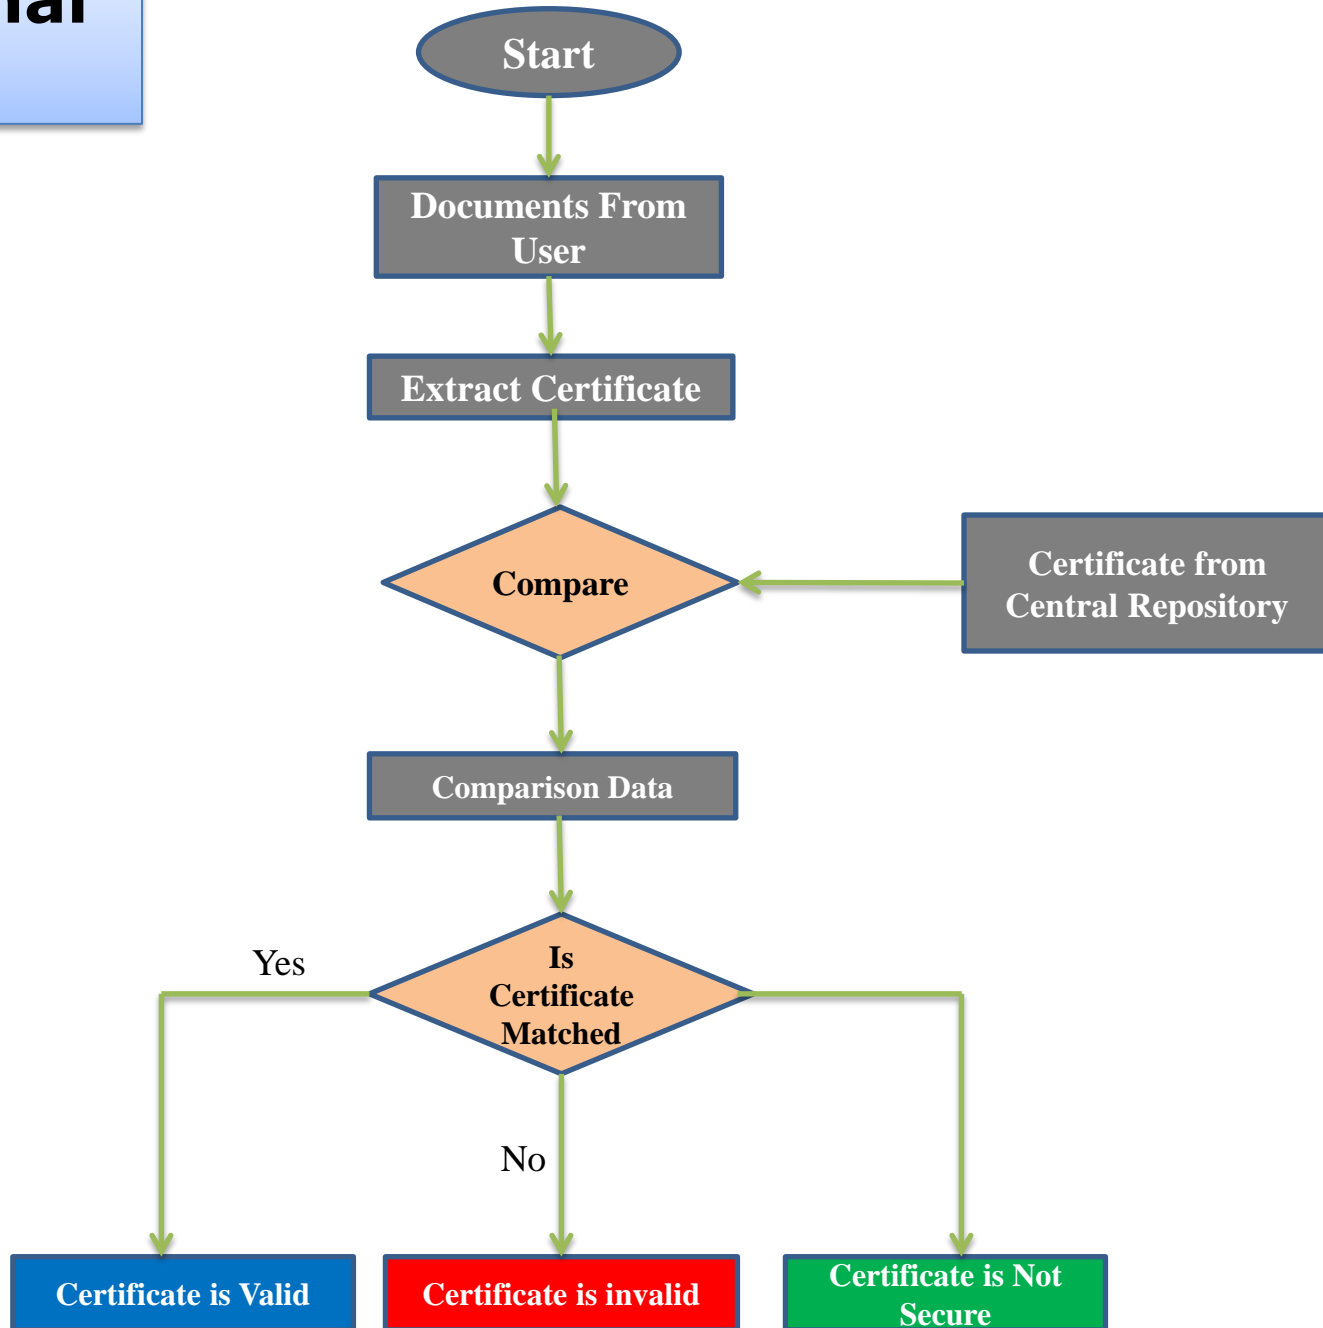 Start
Documents From
User
Extract Certificate
Compare
Certificate from
Central Repository
Comparison Data
Is
Certificate
Matched
Yes
No
Certificate is Valid
Certificate is invalid
Certificate is Not
Secure